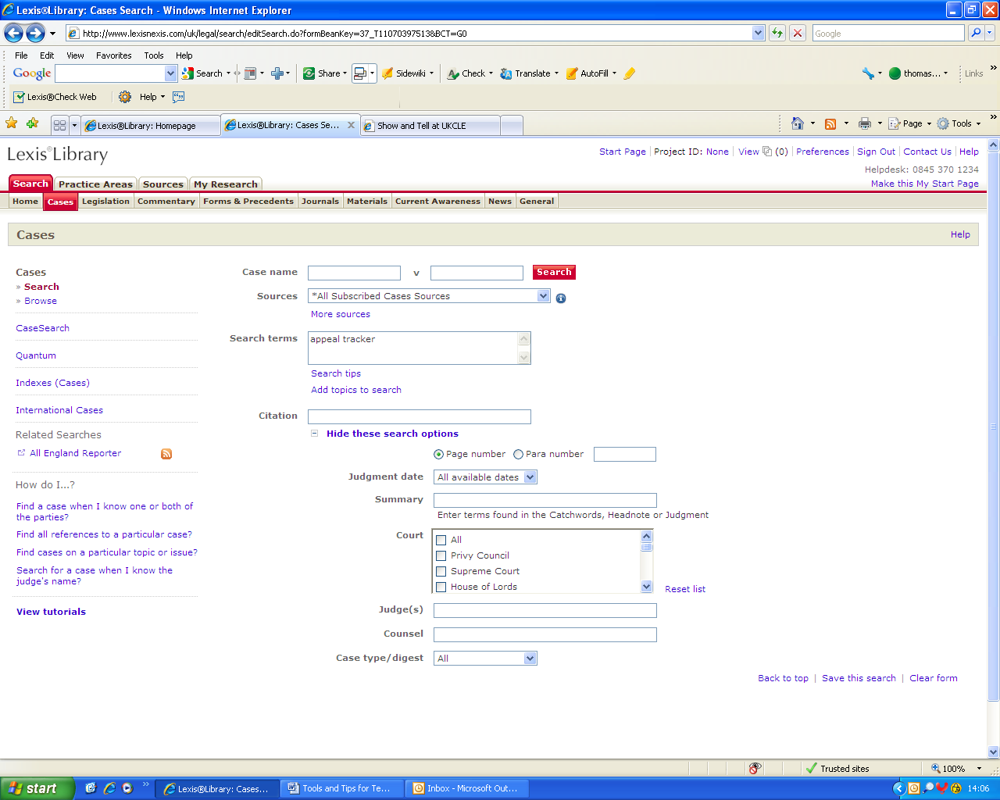 Lexis®Library: Cases Search - Windows Internet Explorer
http://www.lexisnexis.com/uk/legal/search/editSearch.do?formBeanKey=37_T11070397513&BCT=G0
Google
File Edit View Favorites Tools Help
Google Search Share Sidewiki Check Translate AutoFill thomas... Links
Lexis®Check Web Help
Lexis®Library: Homepage Lexis®Library: Cases Se... Show and Tell at UKCLE Page Tools
Lexis®Library
Start Page Project ID: None View (0) Preferences Sign Out Contact Us Help
Helpdesk: 0845 370 1234
Make this My Start Page
Search Practice Areas Sources My Research
Home Cases Legislation Commentary Forms & Precedents Journals Materials Current Awareness News General
Cases Help
Cases
» Search
» Browse
CaseSearch
Quantum
Indexes (Cases)
International Cases
Related Searches
All England Reporter
How do I...?
Find a case when I know one or both of
the parties?
Find all references to a particular case?
Find cases on a particular topic or issue?
Search for a case when I know the
judge's name?
View tutorials
Case name v Search
Sources *All Subscribed Cases Sources
More sources
Search terms appeal tracker
Search tips
Add topics to search
Citation
Hide these search options
Page number Para number
Judgment date All available dates
Summary
Enter terms found in the Catchwords, Headnote or Judgment
Court All
Privy Council
Supreme Court
House of Lords
Reset list
Judge(s)
Counsel
Case type/digest All
Back to top | Save this search | Clear form
Trusted sites 100%
start Lexis®Library: Cases... Tools and Tips for Te... Inbox - Microsoft Out... 14:06